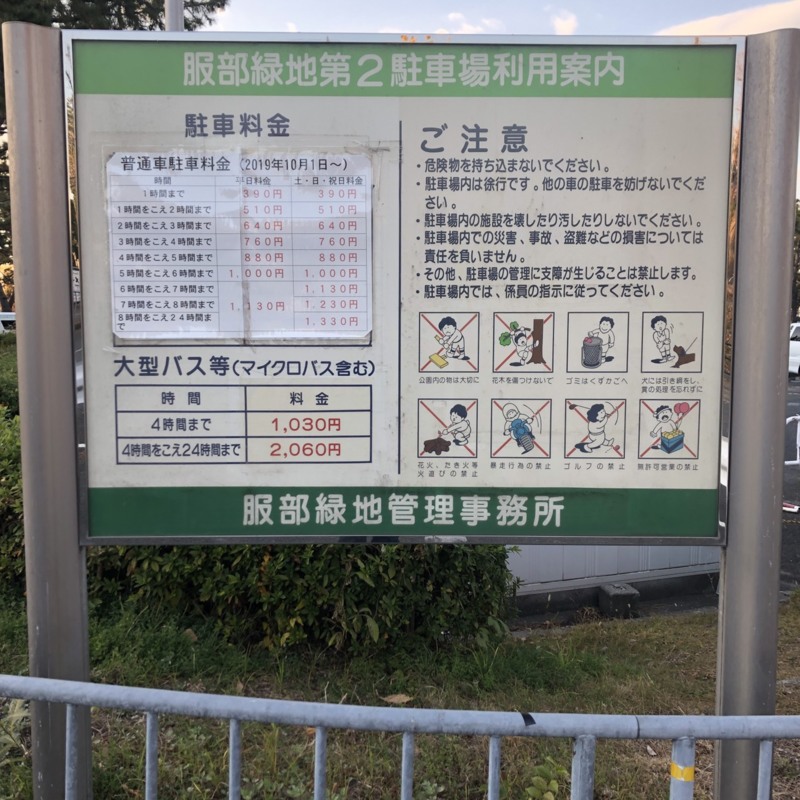 服部緑地第2駐車場利用案内
駐車料金
普通車駐車料金（2019年10月1日～）
時間 平日料金 土・日・祝日料金
1時間まで 390円 390円
1時間をこえ2時間まで 510円 510円
2時間をこえ3時間まで 640円 640円
3時間をこえ4時間まで 760円 760円
4時間をこえ5時間まで 880円 880円
5時間をこえ6時間まで 1,000円 1,000円
6時間をこえ7時間まで 1,130円
7時間をこえ8時間まで 1,130円 1,230円
8時間をこえ24時間ま
で 1,330円
大型バス等(マイクロバス含む)
時間 料金
4時間まで 1,030円
4時間をこえ24時間まで 2,060円
ご注意
・危険物を持ち込まないでください。
・駐車場内は徐行です。他の車の駐車を妨げないでくだ
さい。
・駐車場内の施設を壊したり汚したりしないでください。
・駐車場内での災害、事故、盗難などの損害については
責任を負いません。
・その他、駐車場の管理に支障が生じることは禁止します。
・駐車場内では、係員の指示に従ってください。
公園内の物は大切に
花木を傷つけないで
ゴミはくずかごへ
犬には引き綱をし、
糞の処理を忘れずに
花火、たき火等
火遊びの禁止
暴走行為の禁止
ゴルフの禁止
無許可営業の禁止
服部緑地管理事務所